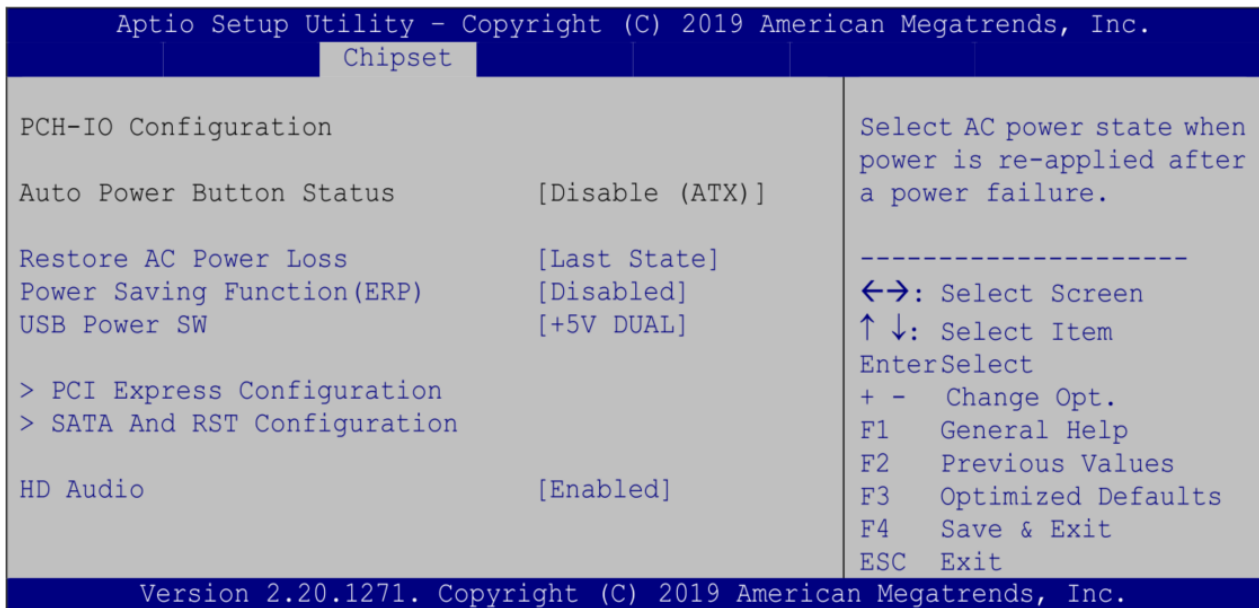 Aptio Setup Utility – Copyright (C) 2019 American Megatrends, Inc.
Chipset
PCH-IO Configuration
Auto Power Button Status [Disable (ATX)]
Restore AC Power Loss [Last State]
Power Saving Function(ERP) [Disabled]
USB Power SW [+5V DUAL]
> PCI Express Configuration
> SATA And RST Configuration
HD Audio [Enabled]
Select AC power state when
power is re-applied after
a power failure.
---------------------
←→: Select Screen
↑ ↓: Select Item
EnterSelect
+ - Change Opt.
F1 General Help
F2 Previous Values
F3 Optimized Defaults
F4 Save & Exit
ESC Exit
Version 2.20.1271. Copyright (C) 2019 American Megatrends, Inc.